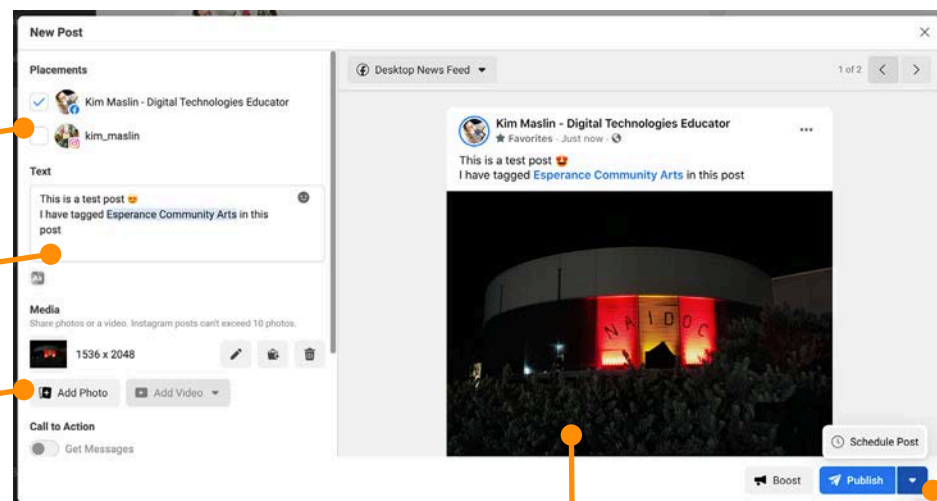 New Post
Placements
Kim Maslin - Digital Technologies Educator
kim_maslin
Text
This is a test post 😍
I have tagged Esperance Community Arts in this
post
Media
Share photos or a video. Instagram posts can't exceed 10 photos.
1536 x 2048
Add Photo
Add Video
Call to Action
Get Messages
Desktop News Feed
1 of 2
Kim Maslin - Digital Technologies Educator
Favorites · Just now ·
This is a test post 😍
I have tagged Esperance Community Arts in this post
NAIDOC
Schedule Post
Boost
Publish